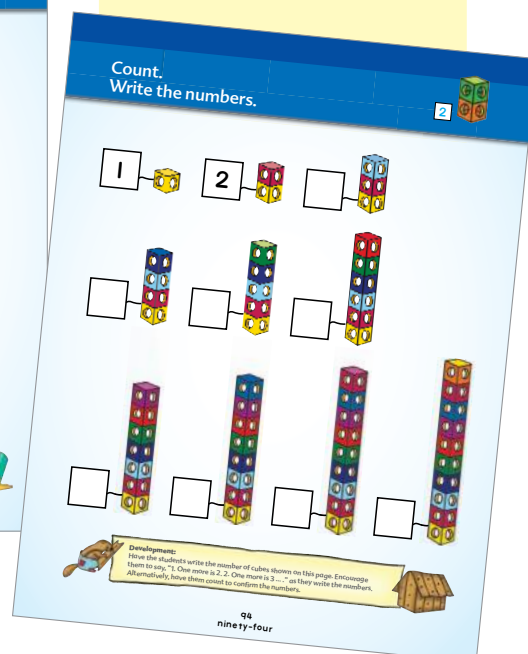 Count.
Write the numbers.
2
1
2
Development:
Have the students write the number of cubes shown on this page. Encourage
them to say, "1. One more is 2. 2. One more is 3 ... ," as they write the numbers.
Alternatively, have them count to confirm the numbers.
94
ninety-four